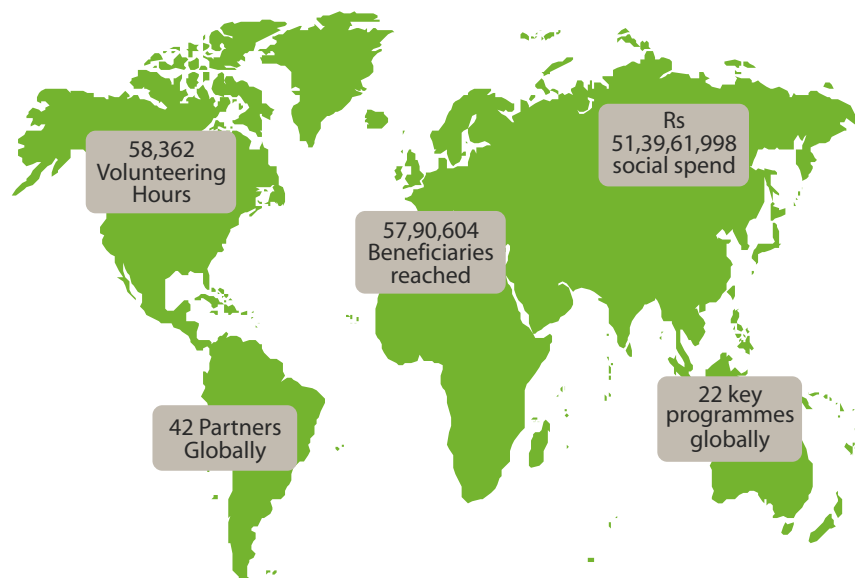 58,362
Volunteering
Hours
Rs
51,39,61,998
social spend
57,90,604
Beneficiaries
reached
42 Partners
Globally
22 key
programmes
globally